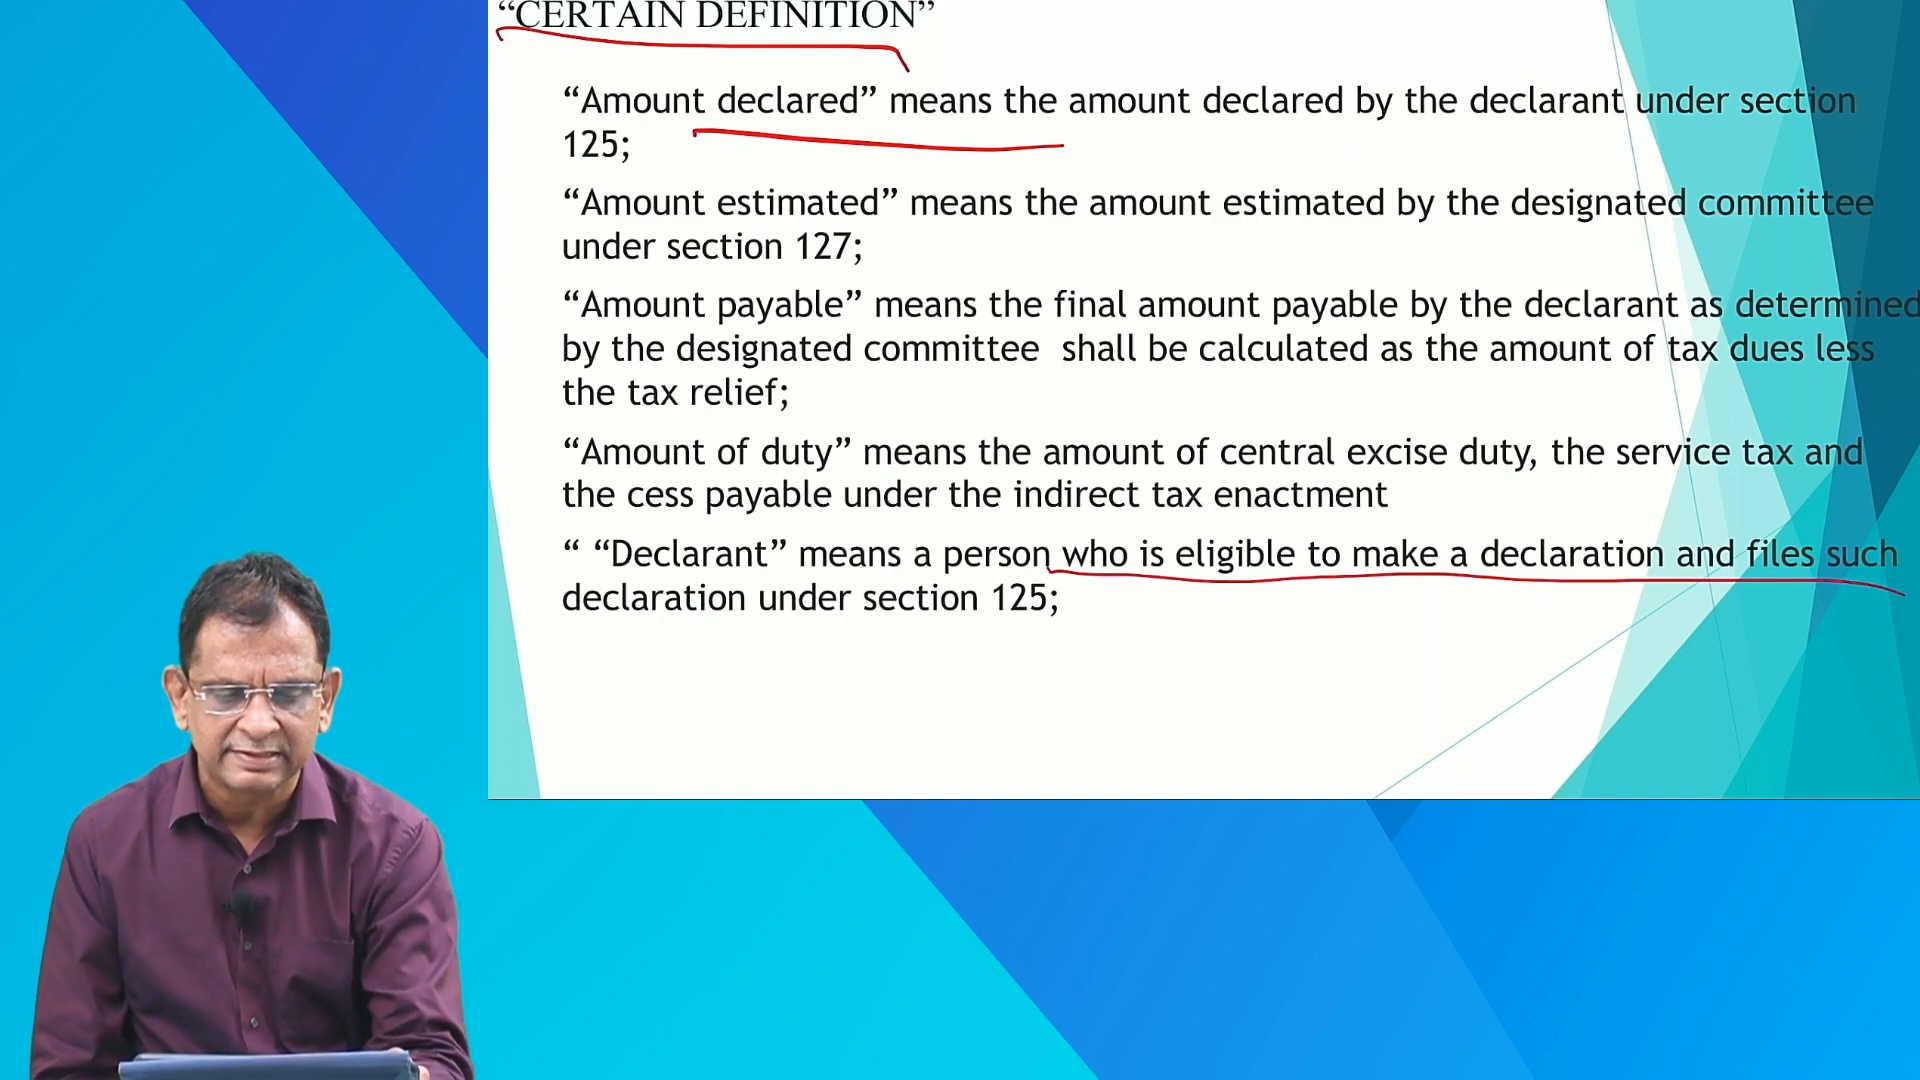 “CERTAIN DEFINITION”
“Amount declared” means the amount declared by the declarant under section
125;
“Amount estimated” means the amount estimated by the designated committee
under section 127;
“Amount payable” means the final amount payable by the declarant as determined
by the designated committee  shall be calculated as the amount of tax dues less
the tax relief;
“Amount of duty” means the amount of central excise duty, the service tax and
the cess payable under the indirect tax enactment
“ “Declarant” means a person who is eligible to make a declaration and files such
declaration under section 125;